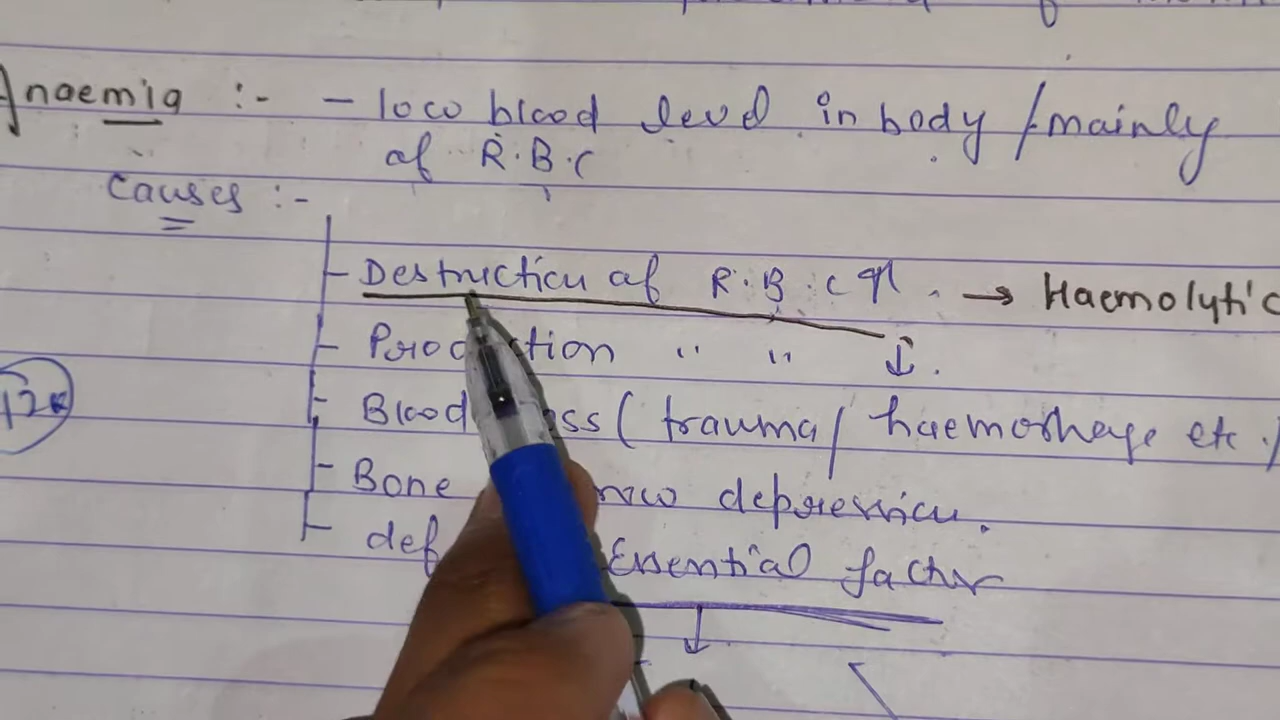 Anaemia :- - low blood level in body / mainly
of R.B.C
Causes :-
Destruction of R.B.C ↑ . → Haemolytic
Production " " ↓ .
Blood loss ( trauma / haemorrhage etc .)
Bone depression.
def Essential factor